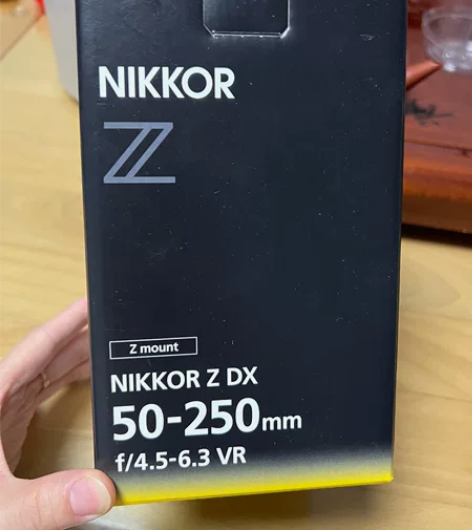 NIKKOR
Z
Z mount
NIKKOR Z DX
50-250mm
f/4.5-6.3 VR